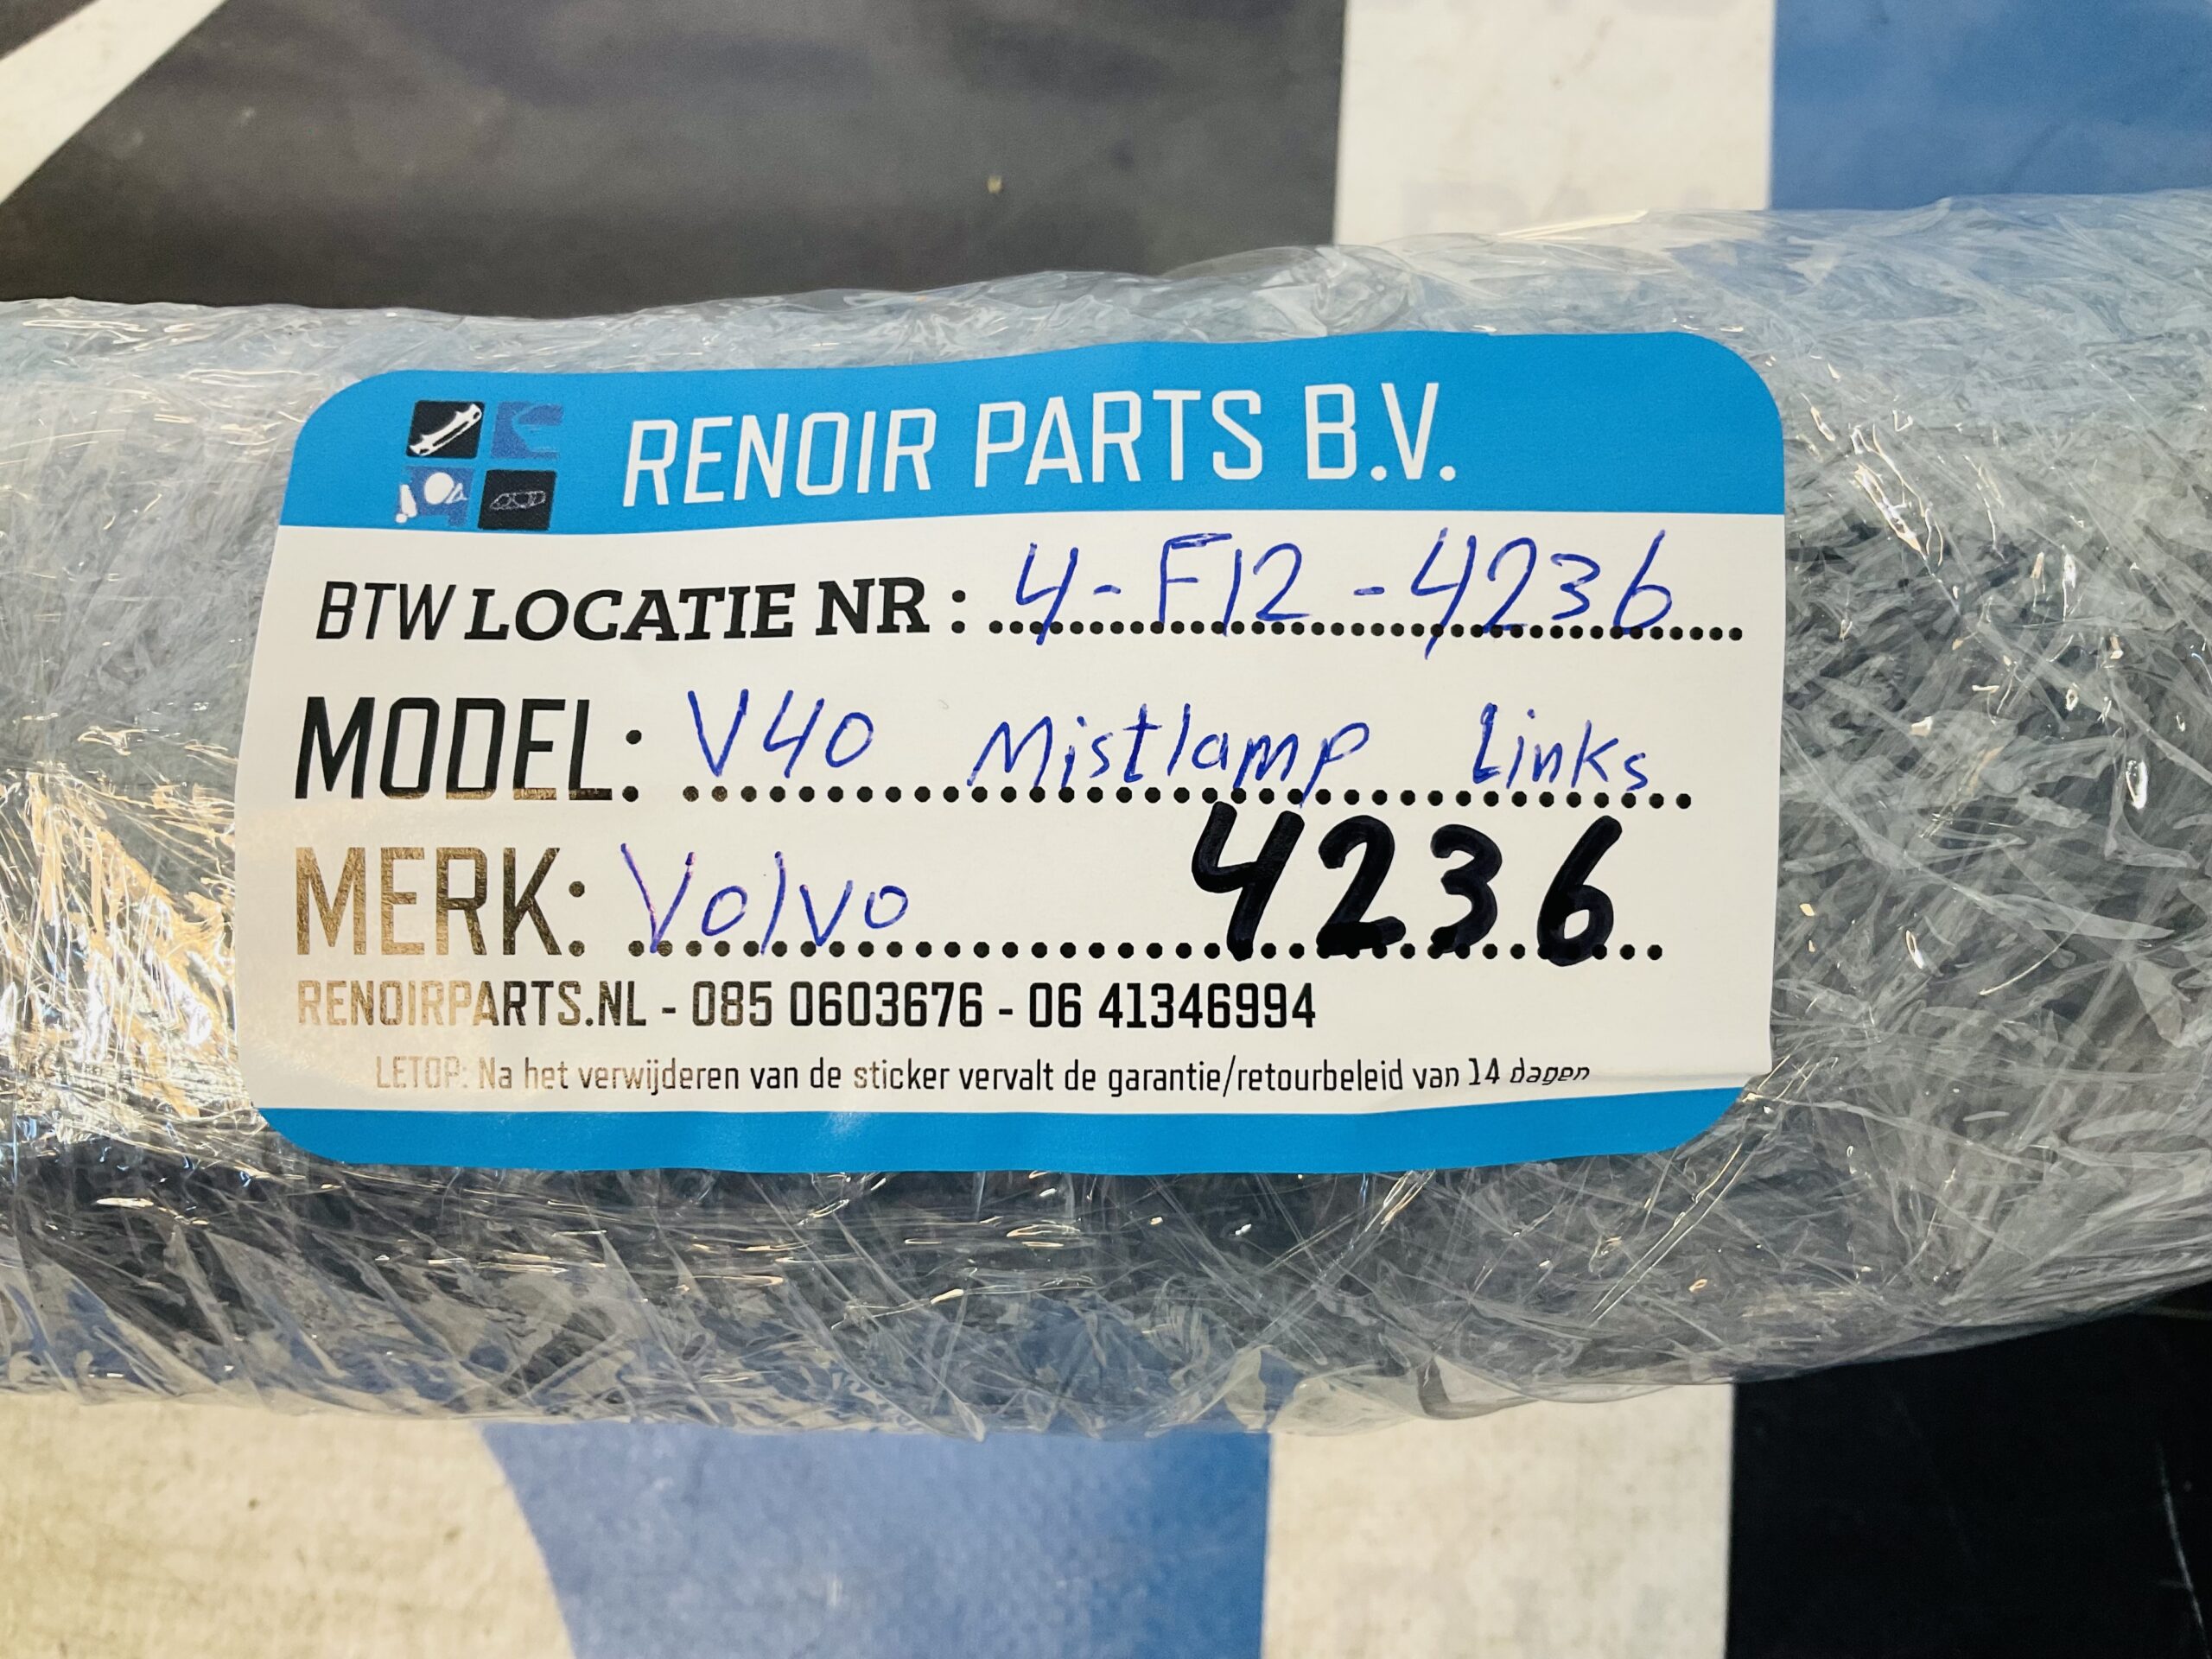 RENOIR PARTS B.V.
BTW LOCATIE NR : 4-F12-4236
MODEL: V40 Mistlamp Links
MERK: Volvo 4236
RENOIRPARTS.NL - 085 0603676 - 06 41346994
LETOP: Na het verwijderen van de sticker vervalt de garantie/retourbeleid van 14 dagen